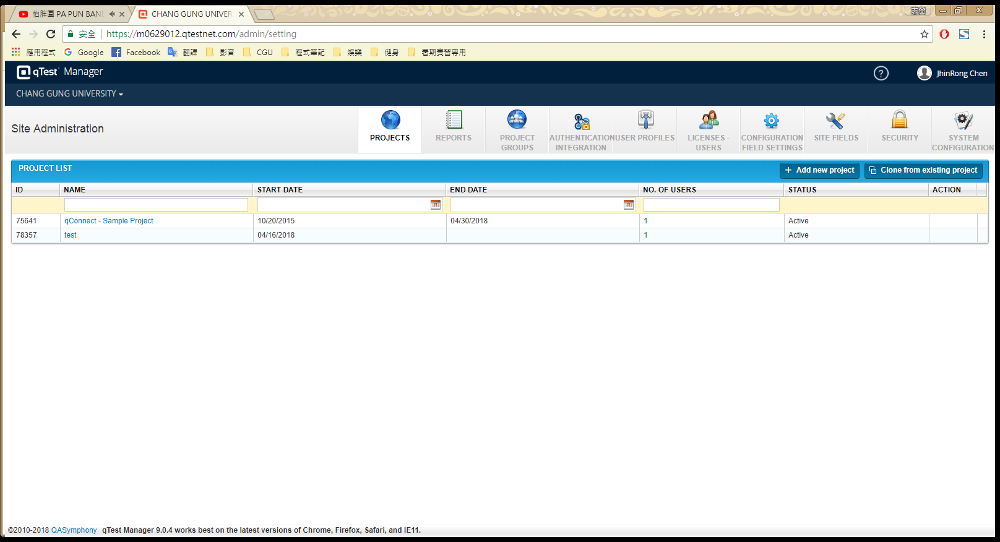 怕胖團 PA PUN BAN
CHANG GUNG UNIVER
志榮
安全
https://m0629012.qtestnet.com/admin/setting
應用程式 Google Facebook 翻譯 影音 CGU 程式筆記 娛樂 健身 暑期實習專用
qTest Manager
?
JhinRong Chen
CHANG GUNG UNIVERSITY
Site Administration
PROJECTS
REPORTS
PROJECT GROUPS
AUTHENTICATION INTEGRATION
USER PROFILES
LICENSES - USERS
CONFIGURATION FIELD SETTINGS
SITE FIELDS
SECURITY
SYSTEM CONFIGURATION
PROJECT LIST
+ Add new project
Clone from existing project
ID NAME START DATE END DATE NO. OF USERS STATUS ACTION
75641 qConnect - Sample Project 10/20/2015 04/30/2018 1 Active
78357 test 04/16/2018 1 Active
©2010-2018 QASymphony qTest Manager 9.0.4 works best on the latest versions of Chrome, Firefox, Safari, and IE11.